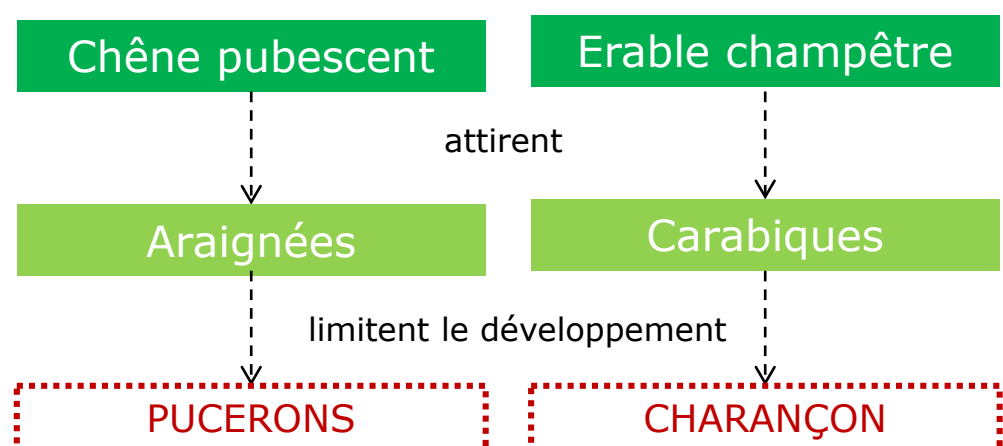 Chêne pubescent
Erable champêtre
attirent
Araignées
Carabiques
limitent le développement
PUCERONS
CHARANÇON